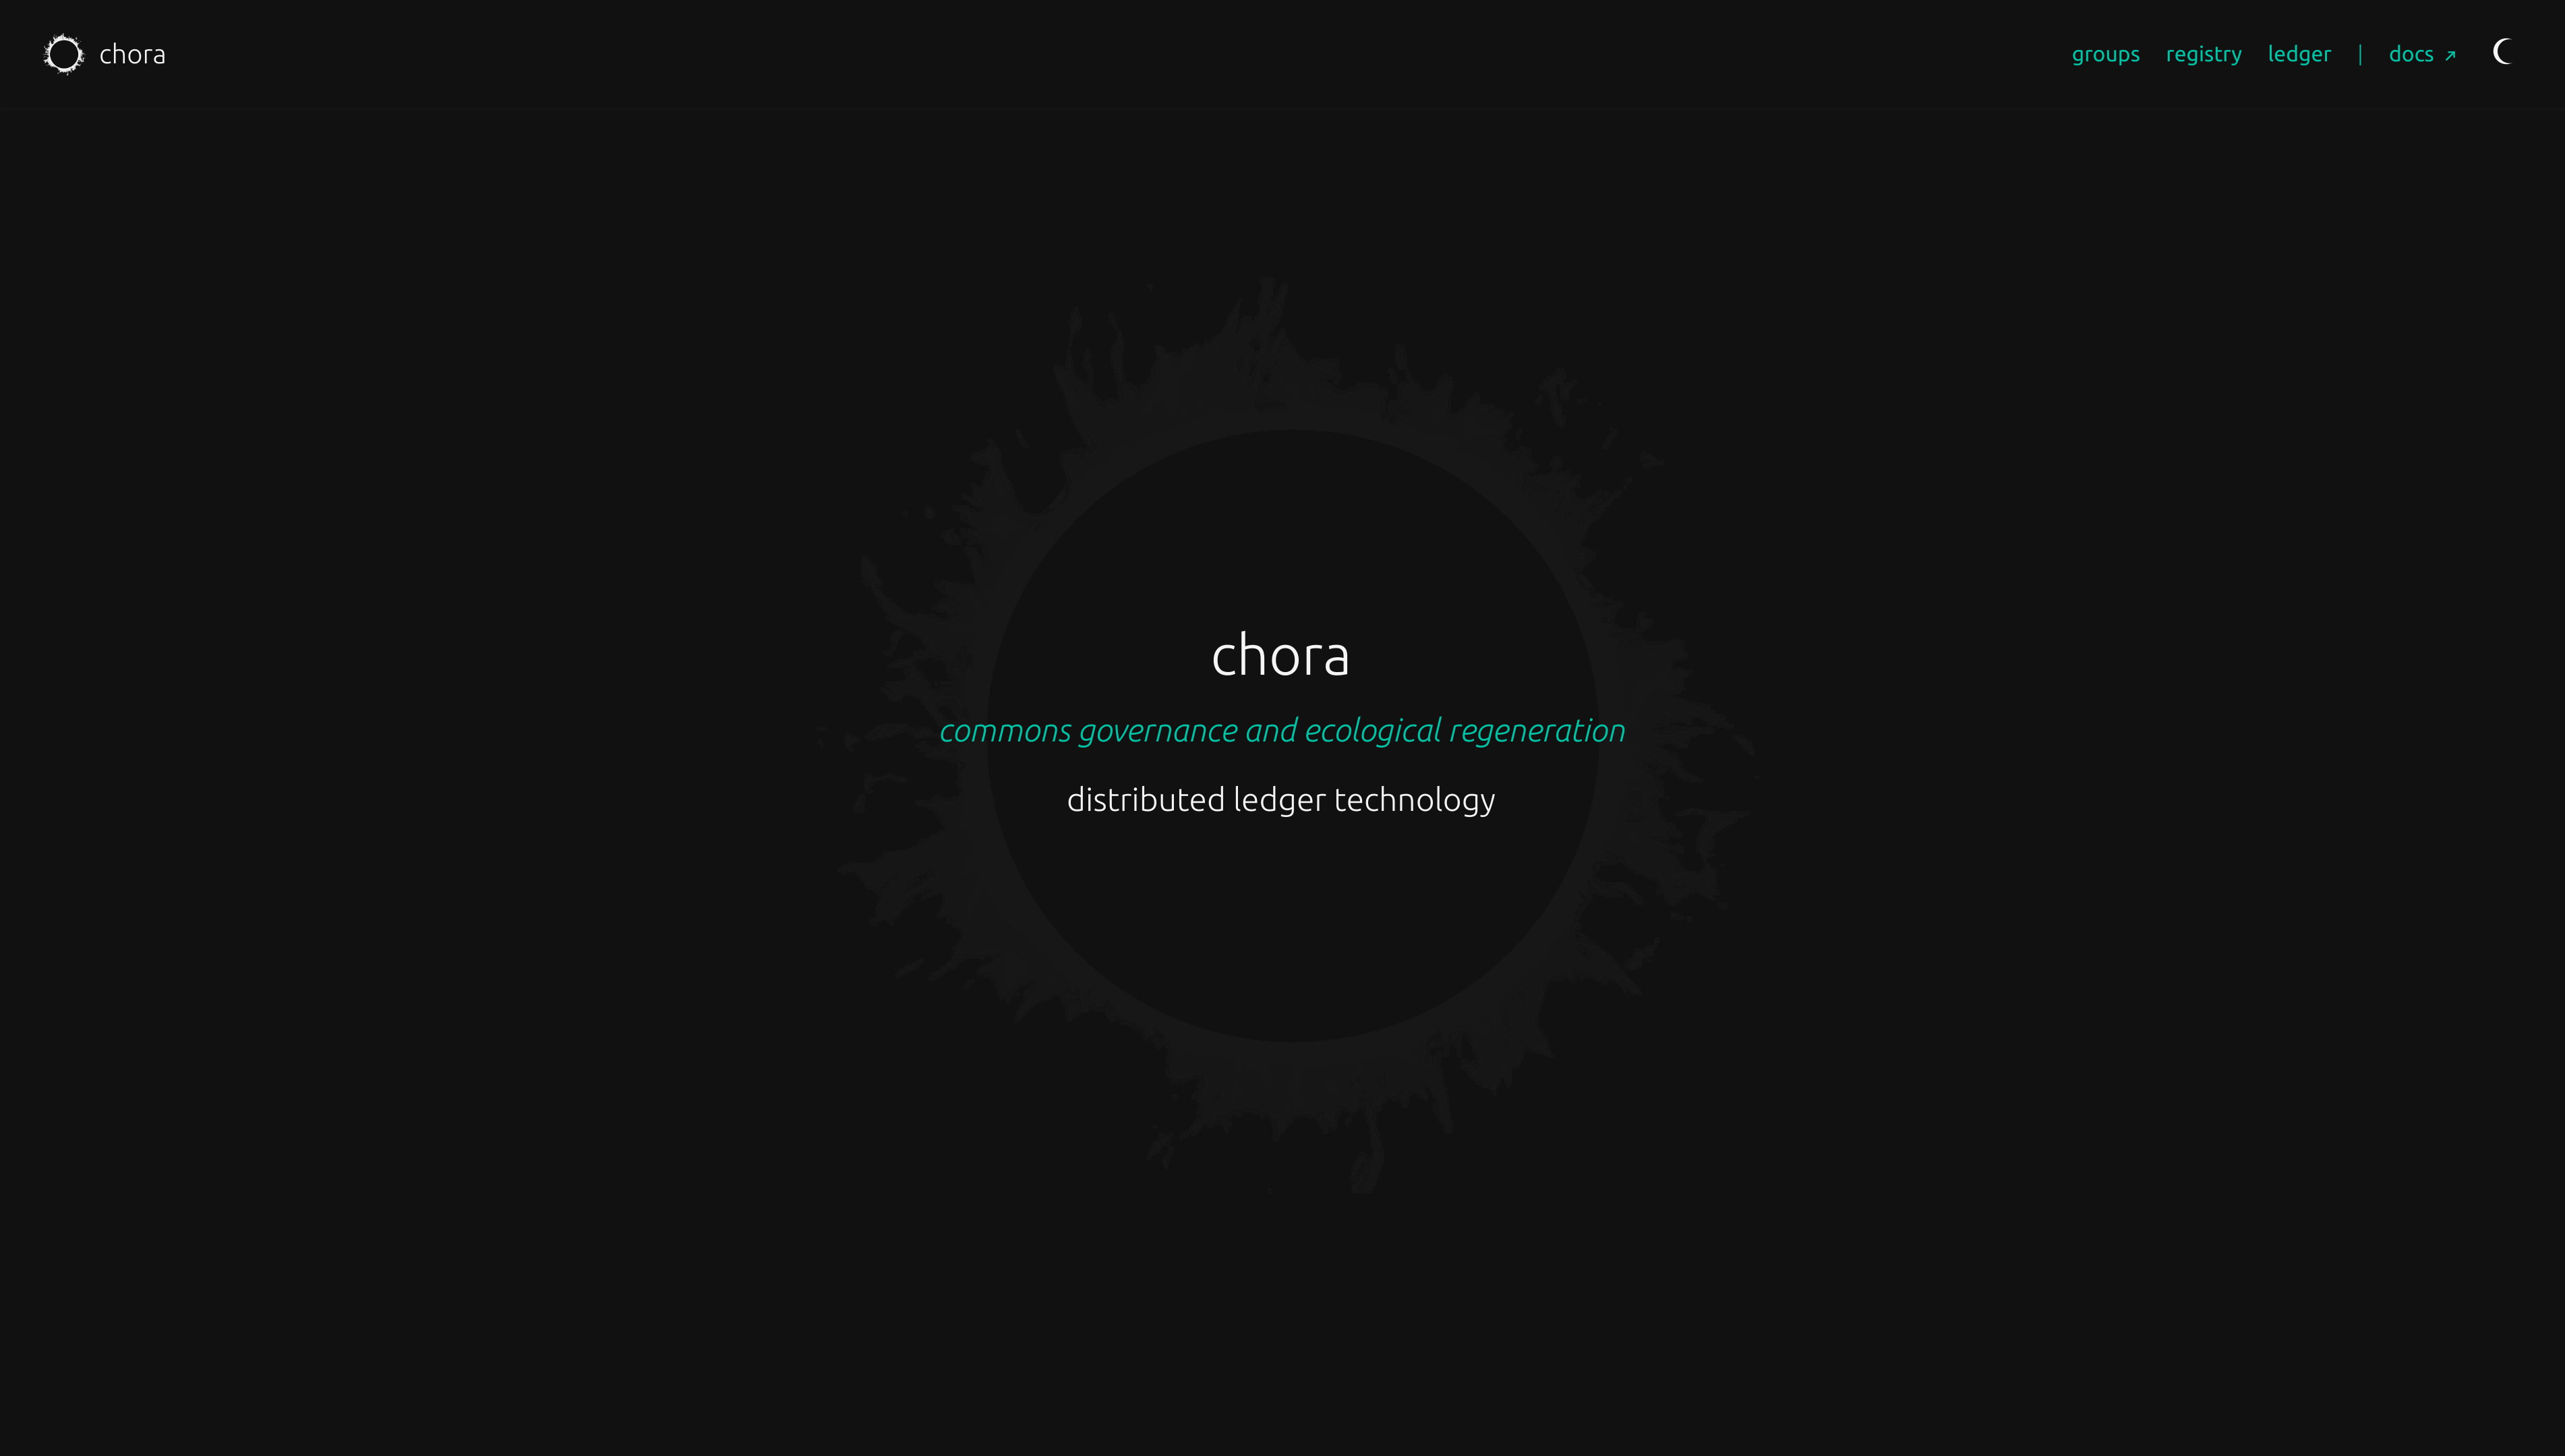 chora
groups registry ledger | docs ↗
chora
commons governance and ecological regeneration
distributed ledger technology